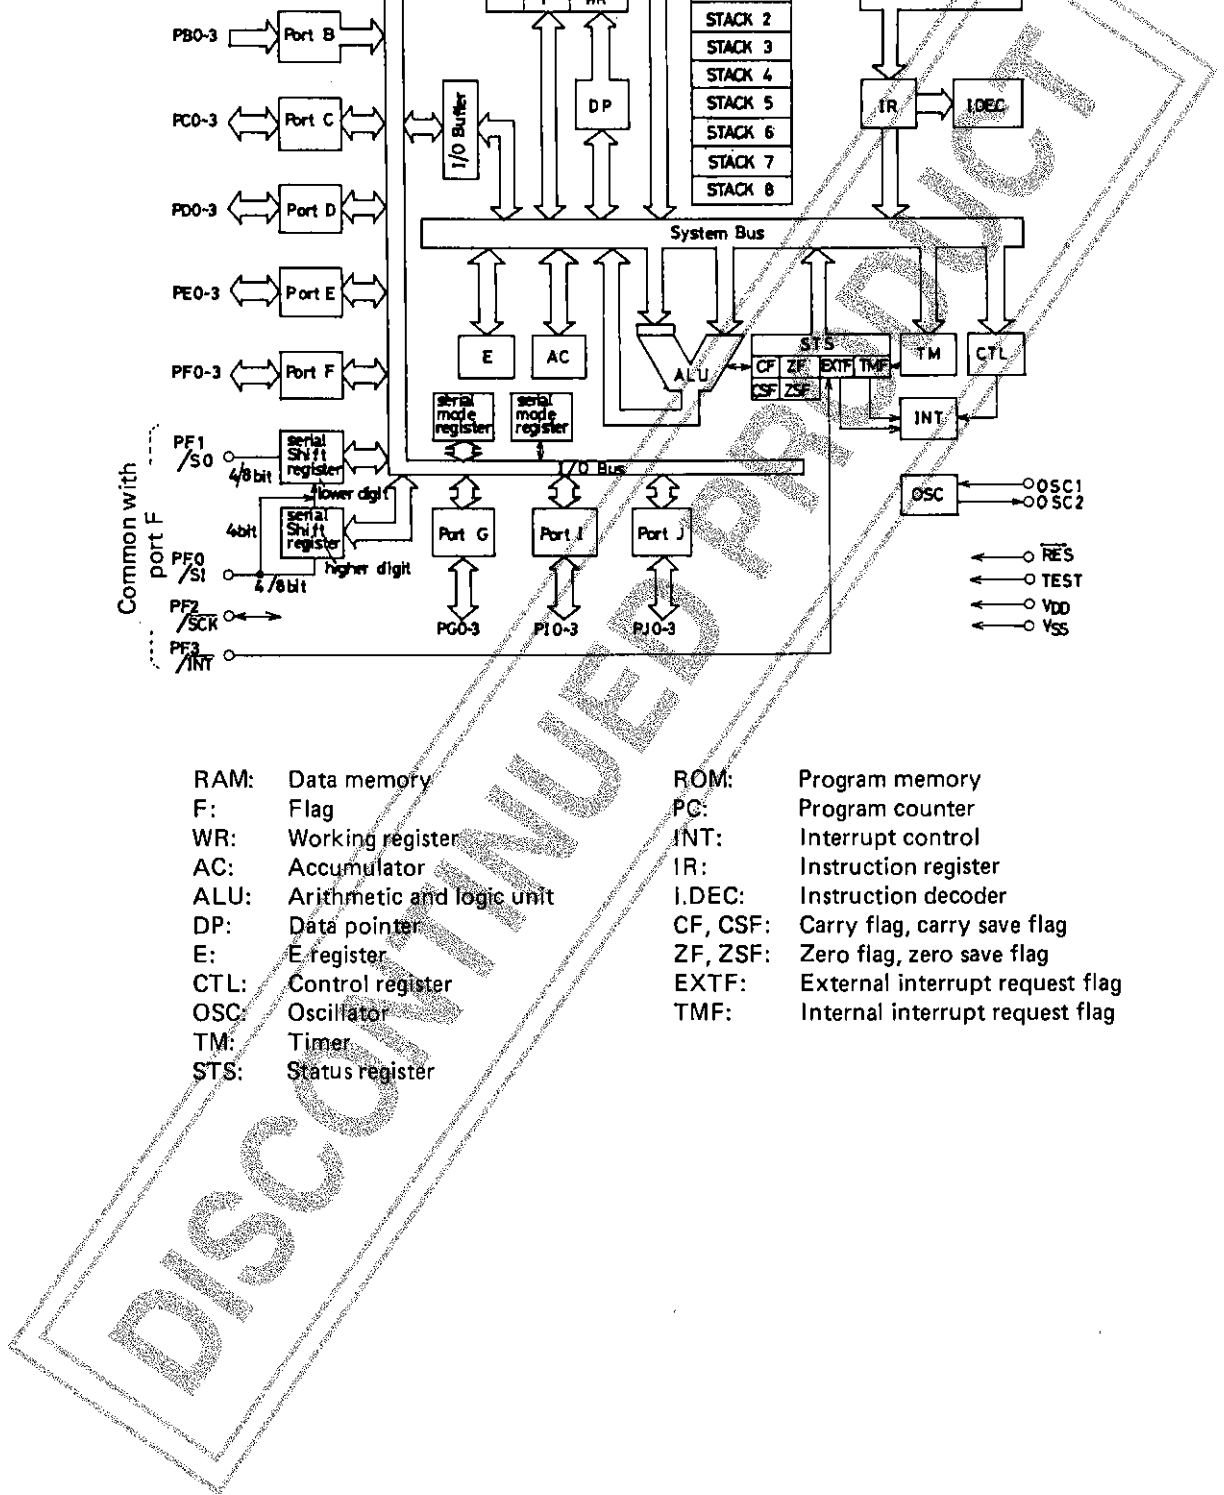 WR
STACK 2
PB0~3
Port B
STACK 3
STACK 4
STACK 5
STACK 6
STACK 7
STACK 8
DP
IR
I.DEC
PC0~3
Port C
I/O Buffer
PD0~3
Port D
System Bus
PE0~3
Port E
E
AC
ALU
STS
CF ZF EXTF TMF
CSF ZSF
TM
CTL
INT
PF0~3
Port F
serial
mode
register
serial
mode
register
Common with
port F
PF1
/SO
4/8bit
serial
Shift
register
lower digit
I/O Bus
4bit
serial
Shift
register
higher digit
PF0
/SI
4/8bit
Port G
Port I
Port J
OSC
OSC1
OSC2
RES
TEST
VDD
VSS
PF2
/SCK
PG0~3
PI0~3
PJ0~3
PF3
/INT
RAM: Data memory
F: Flag
WR: Working register
AC: Accumulator
ALU: Arithmetic and logic unit
DP: Data pointer
E: E register
CTL: Control register
OSC: Oscillator
TM: Timer
STS: Status register
ROM: Program memory
PC: Program counter
INT: Interrupt control
IR: Instruction register
I.DEC: Instruction decoder
CF, CSF: Carry flag, carry save flag
ZF, ZSF: Zero flag, zero save flag
EXTF: External interrupt request flag
TMF: Internal interrupt request flag
DISCONTINUED PRODUCT